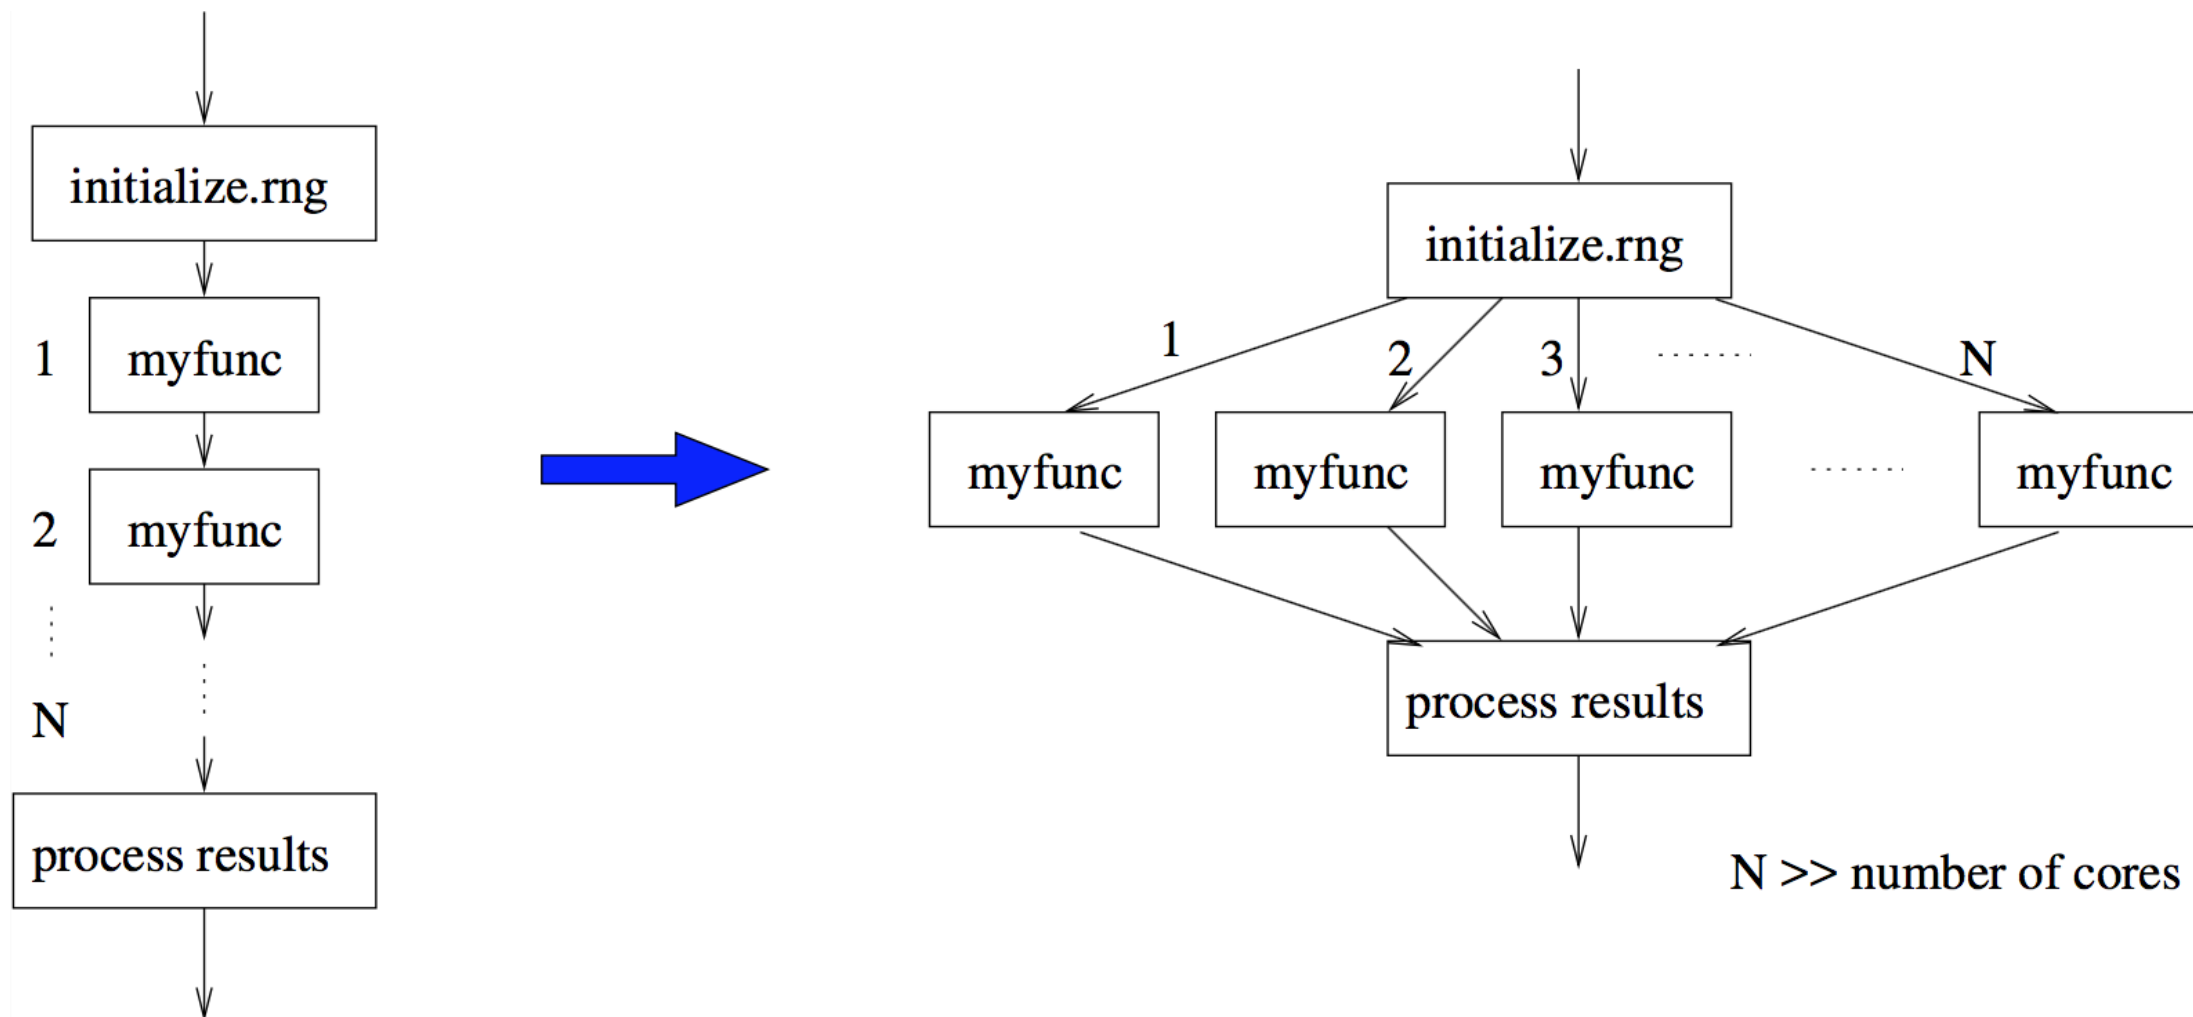 initialize.rng
1
myfunc
2
myfunc
N
process results
initialize.rng
1
2
3
N
myfunc
myfunc
myfunc
myfunc
process results
N >> number of cores